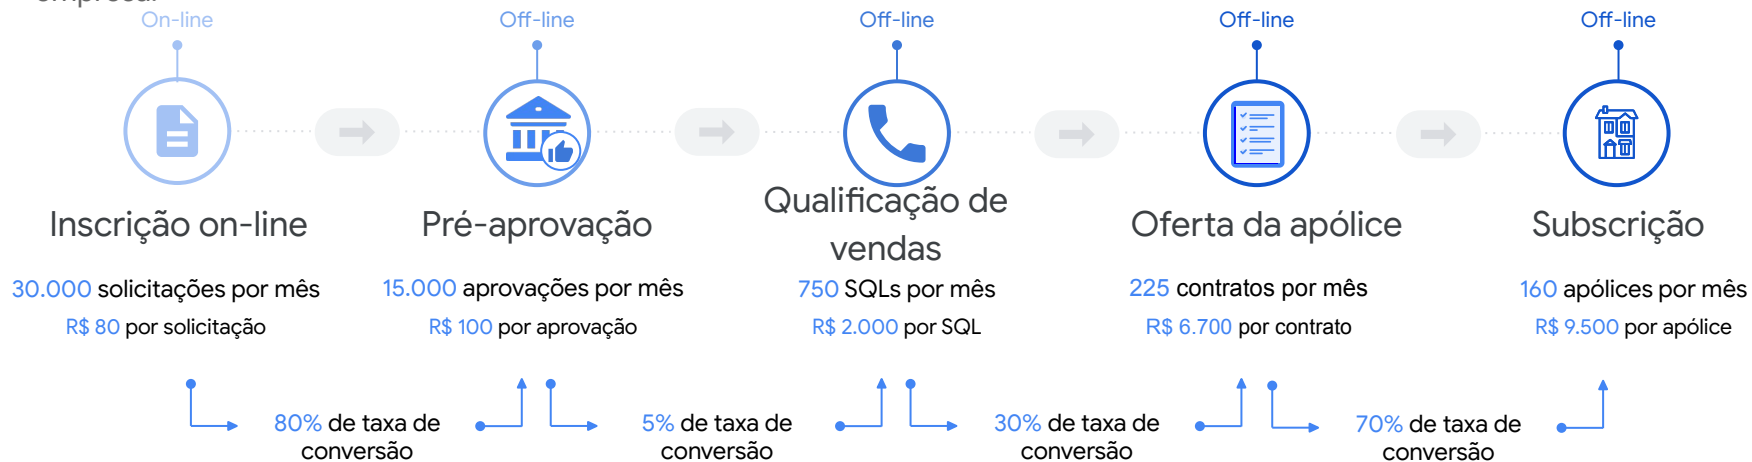 empresa.
On-line
Off-line
Off-line
Off-line
Off-line
Inscrição on-line
Pré-aprovação
Qualificação de
vendas
Oferta da apólice
Subscrição
30.000 solicitações por mês
R$ 80 por solicitação
15.000 aprovações por mês
R$ 100 por aprovação
750 SQLs por mês
R$ 2.000 por SQL
225 contratos por mês
R$ 6.700 por contrato
160 apólices por mês
R$ 9.500 por apólice
80% de taxa de
conversão
5% de taxa de
conversão
30% de taxa de
conversão
70% de taxa de
conversão